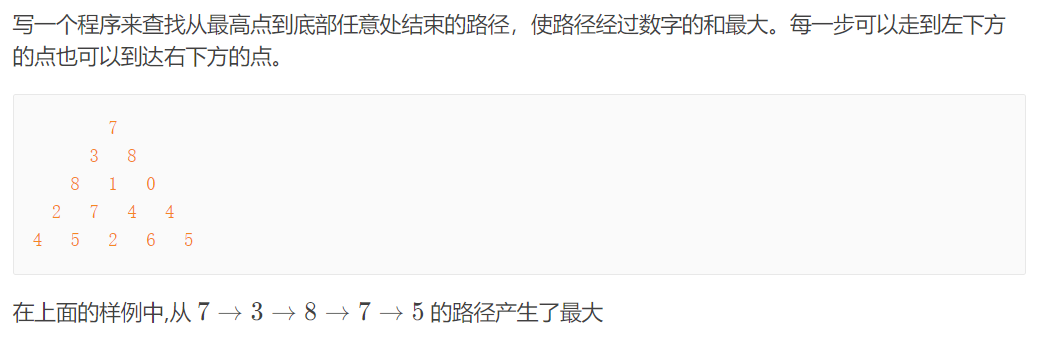 写一个程序来查找从最高点到底部任意处结束的路径，使路径经过数字的和最大。每一步可以走到左下方
的点也可以到达右下方的点。
7
3 8
8 1 0
2 7 4 4
4 5 2 6 5
在上面的样例中,从 7 → 3 → 8 → 7 → 5 的路径产生了最大